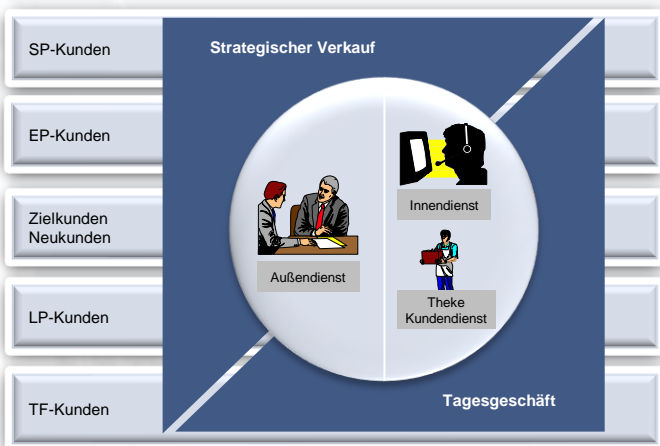 SP-Kunden
Strategischer Verkauf
EP-Kunden
Innendienst
Zielkunden
Neukunden
Außendienst
Theke
Kundendienst
LP-Kunden
Tagesgeschäft
TF-Kunden